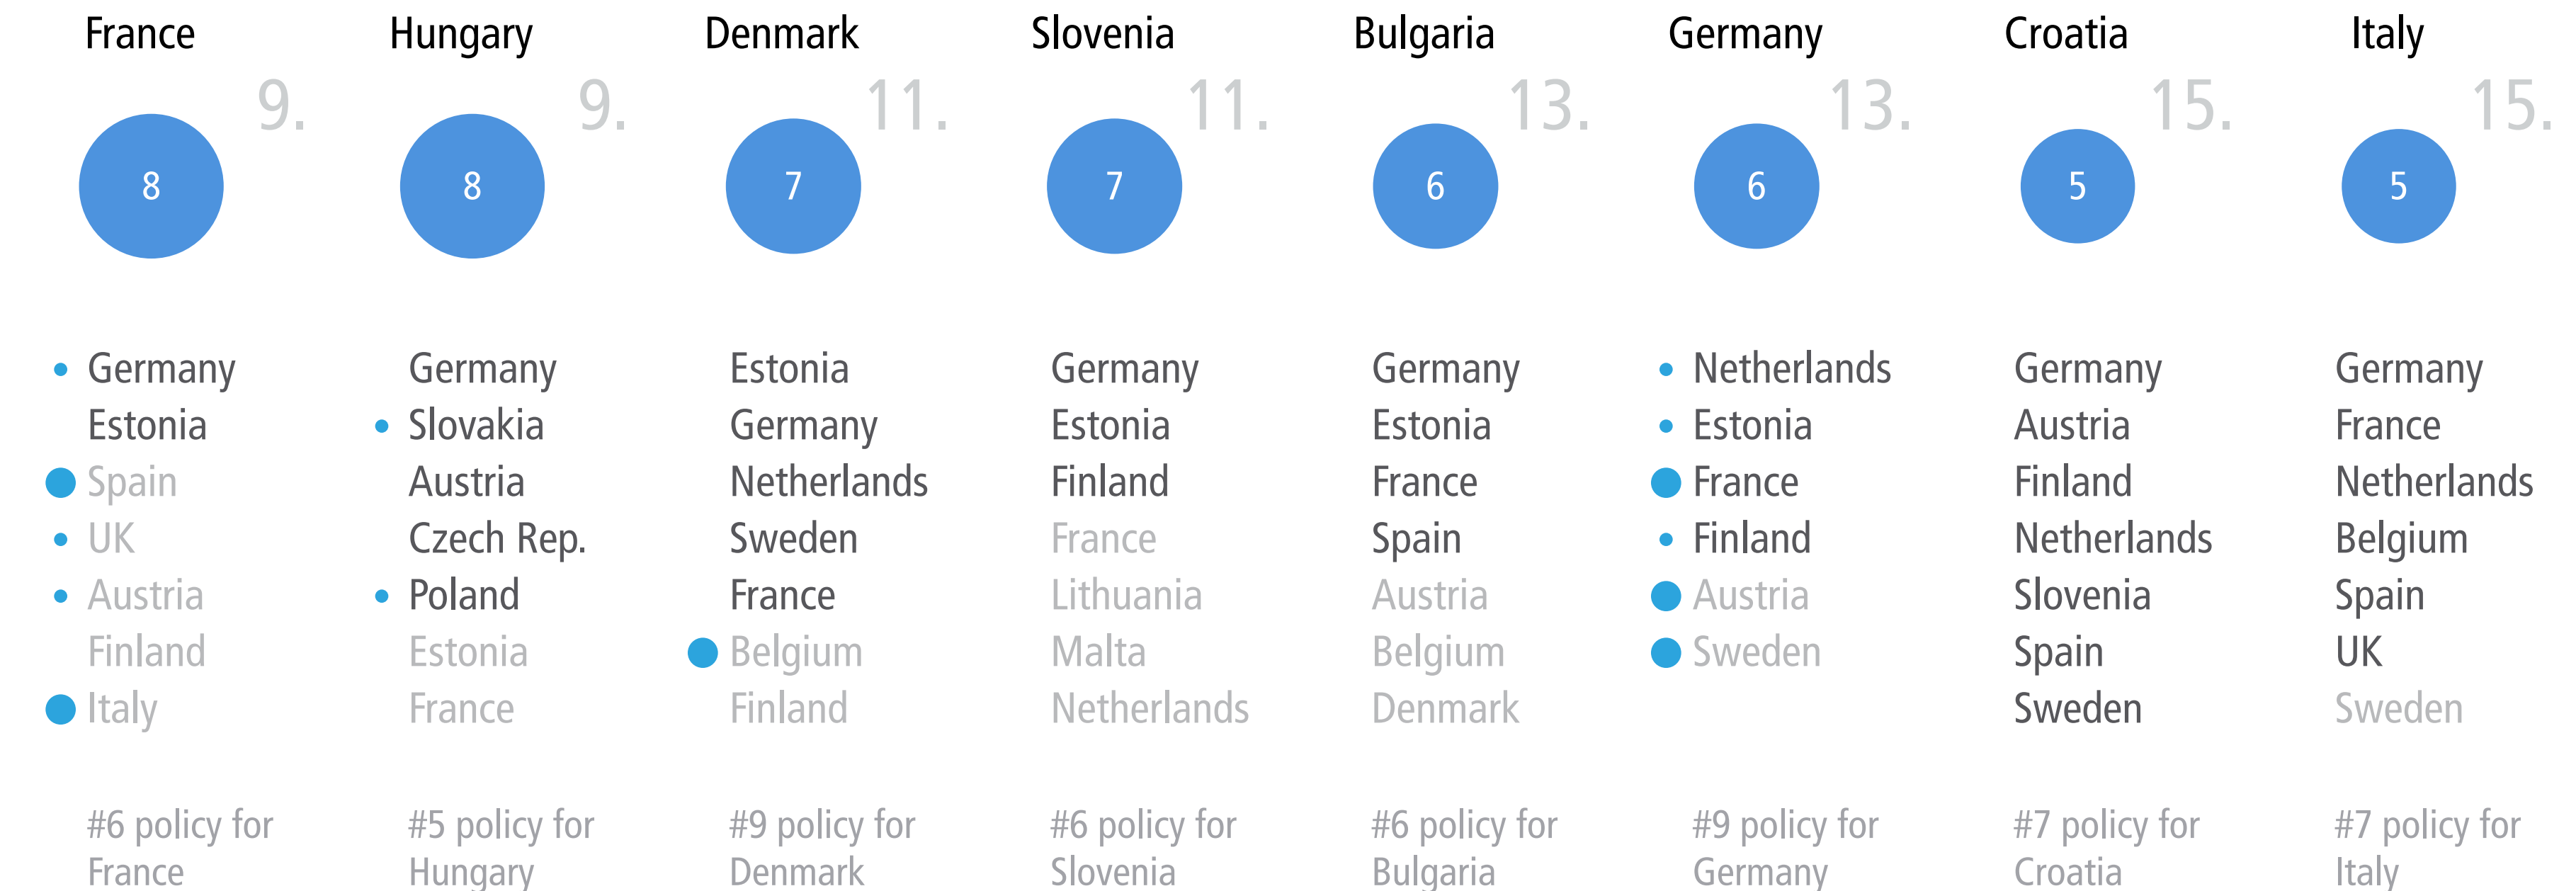 France
9.
8
Germany
Estonia
Spain
UK
Austria
Finland
Italy
#6 policy for
France
Hungary
9.
8
Germany
Slovakia
Austria
Czech Rep.
Poland
Estonia
France
#5 policy for
Hungary
Denmark
11.
7
Estonia
Germany
Netherlands
Sweden
France
Belgium
Finland
#9 policy for
Denmark
Slovenia
11.
7
Germany
Estonia
Finland
France
Lithuania
Malta
Netherlands
#6 policy for
Slovenia
Bulgaria
13.
6
Germany
Estonia
France
Spain
Austria
Belgium
Denmark
#6 policy for
Bulgaria
Germany
13.
6
Netherlands
Estonia
France
Finland
Austria
Sweden
#9 policy for
Germany
Croatia
15.
5
Germany
Austria
Finland
Netherlands
Slovenia
Spain
Sweden
#7 policy for
Croatia
Italy
15.
5
Germany
France
Netherlands
Belgium
Spain
UK
Sweden
#7 policy for
Italy